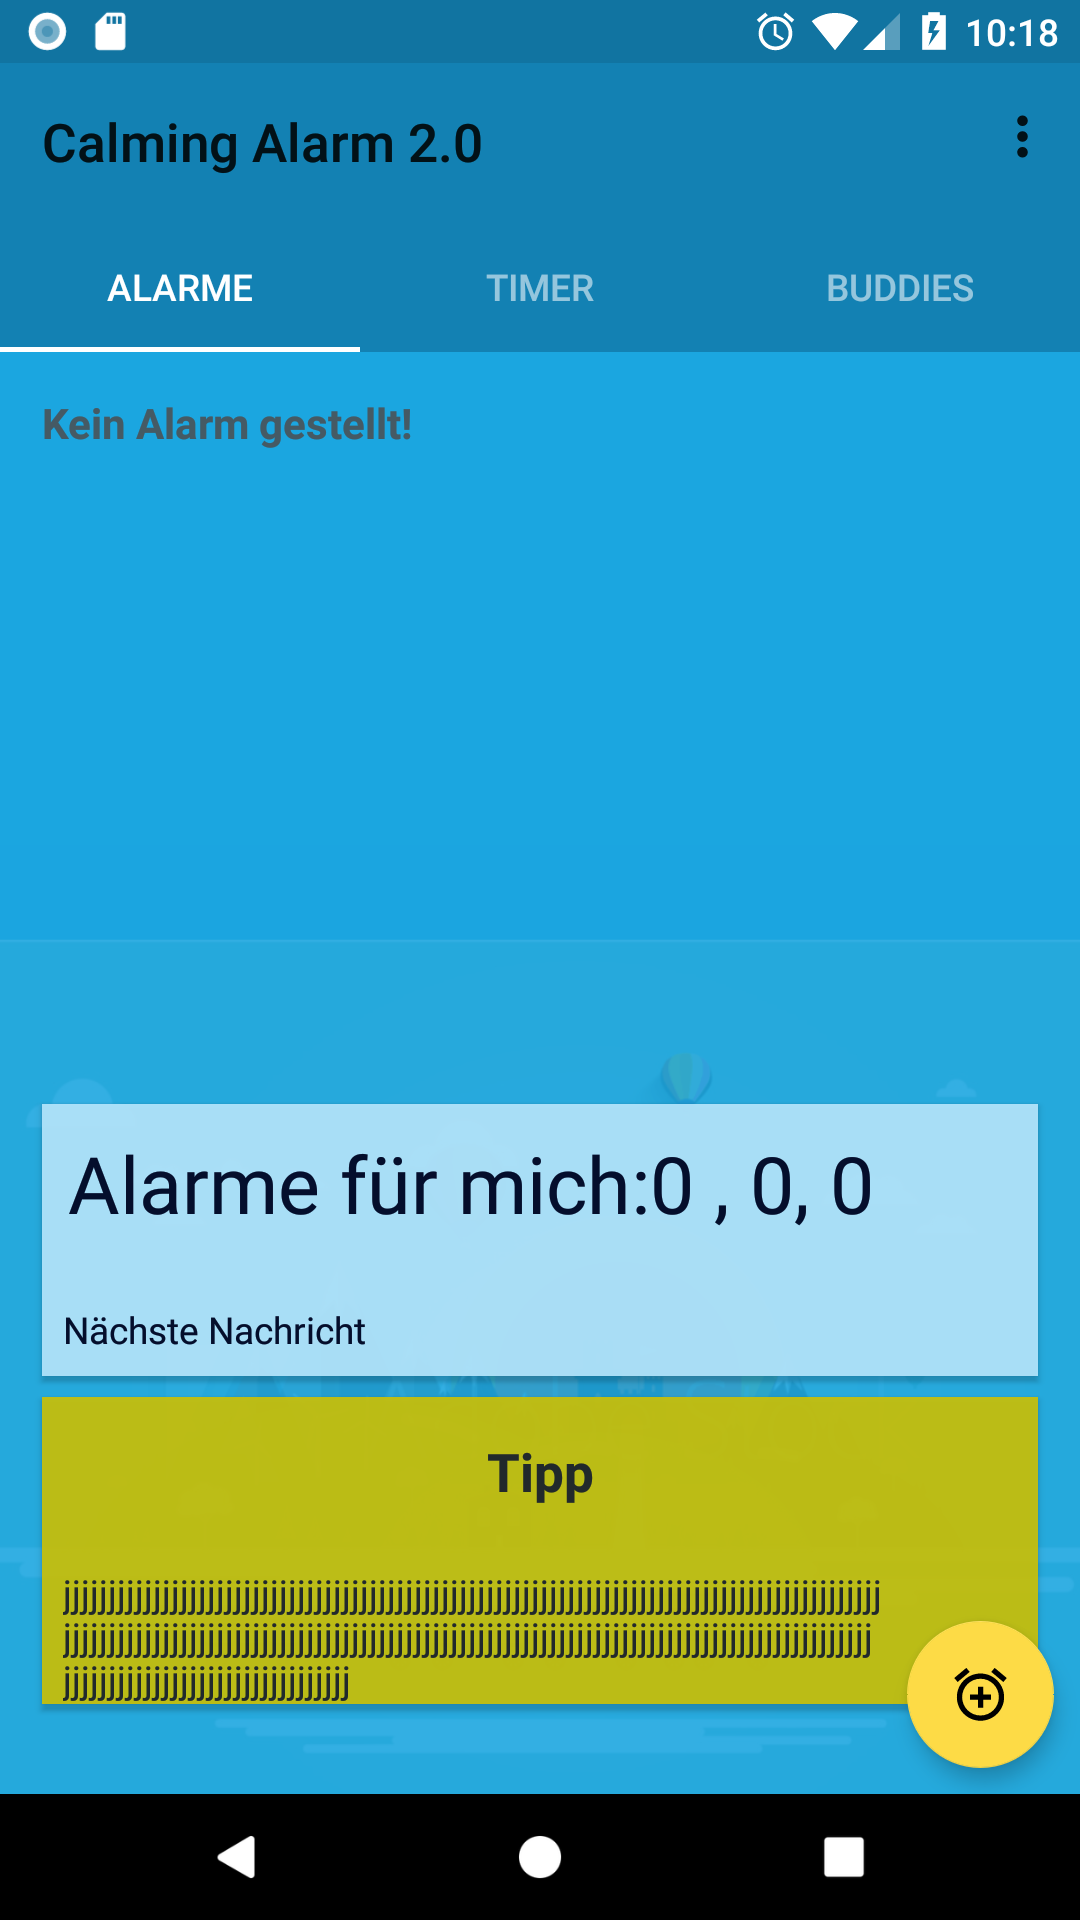 10:18
Calming Alarm 2.0
ALARME
TIMER
BUDDIES
Kein Alarm gestellt!
Alarme für mich:0 , 0, 0
Nächste Nachricht
Tipp